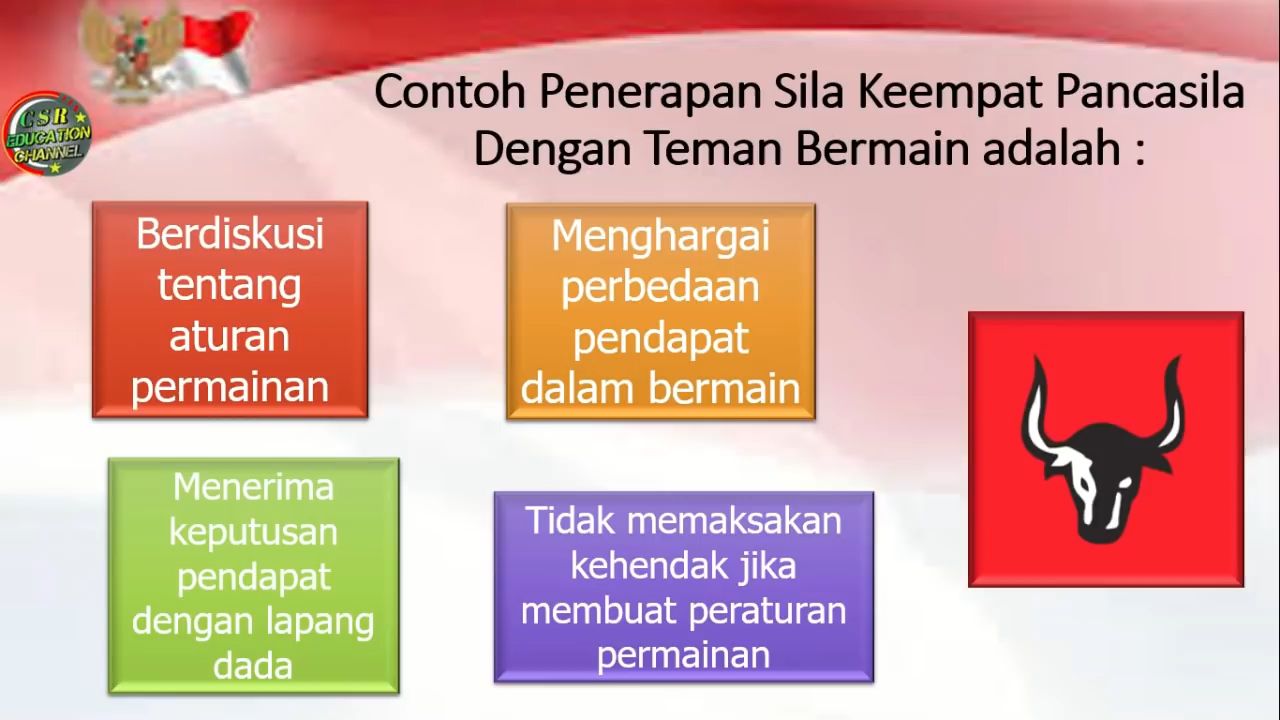 Contoh Penerapan Sila Keempat Pancasila
Dengan Teman Bermain adalah :
CSR
EDUCATION
CHANNEL
Berdiskusi
tentang
aturan
permainan
Menghargai
perbedaan
pendapat
dalam bermain
Menerima
keputusan
pendapat
dengan lapang
dada
Tidak memaksakan
kehendak jika
membuat peraturan
permainan